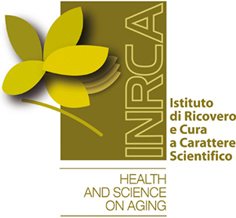 INRCA
Istituto
di Ricovero
e Cura
a Carattere
Scientifico
HEALTH
AND SCIENCE
ON AGING